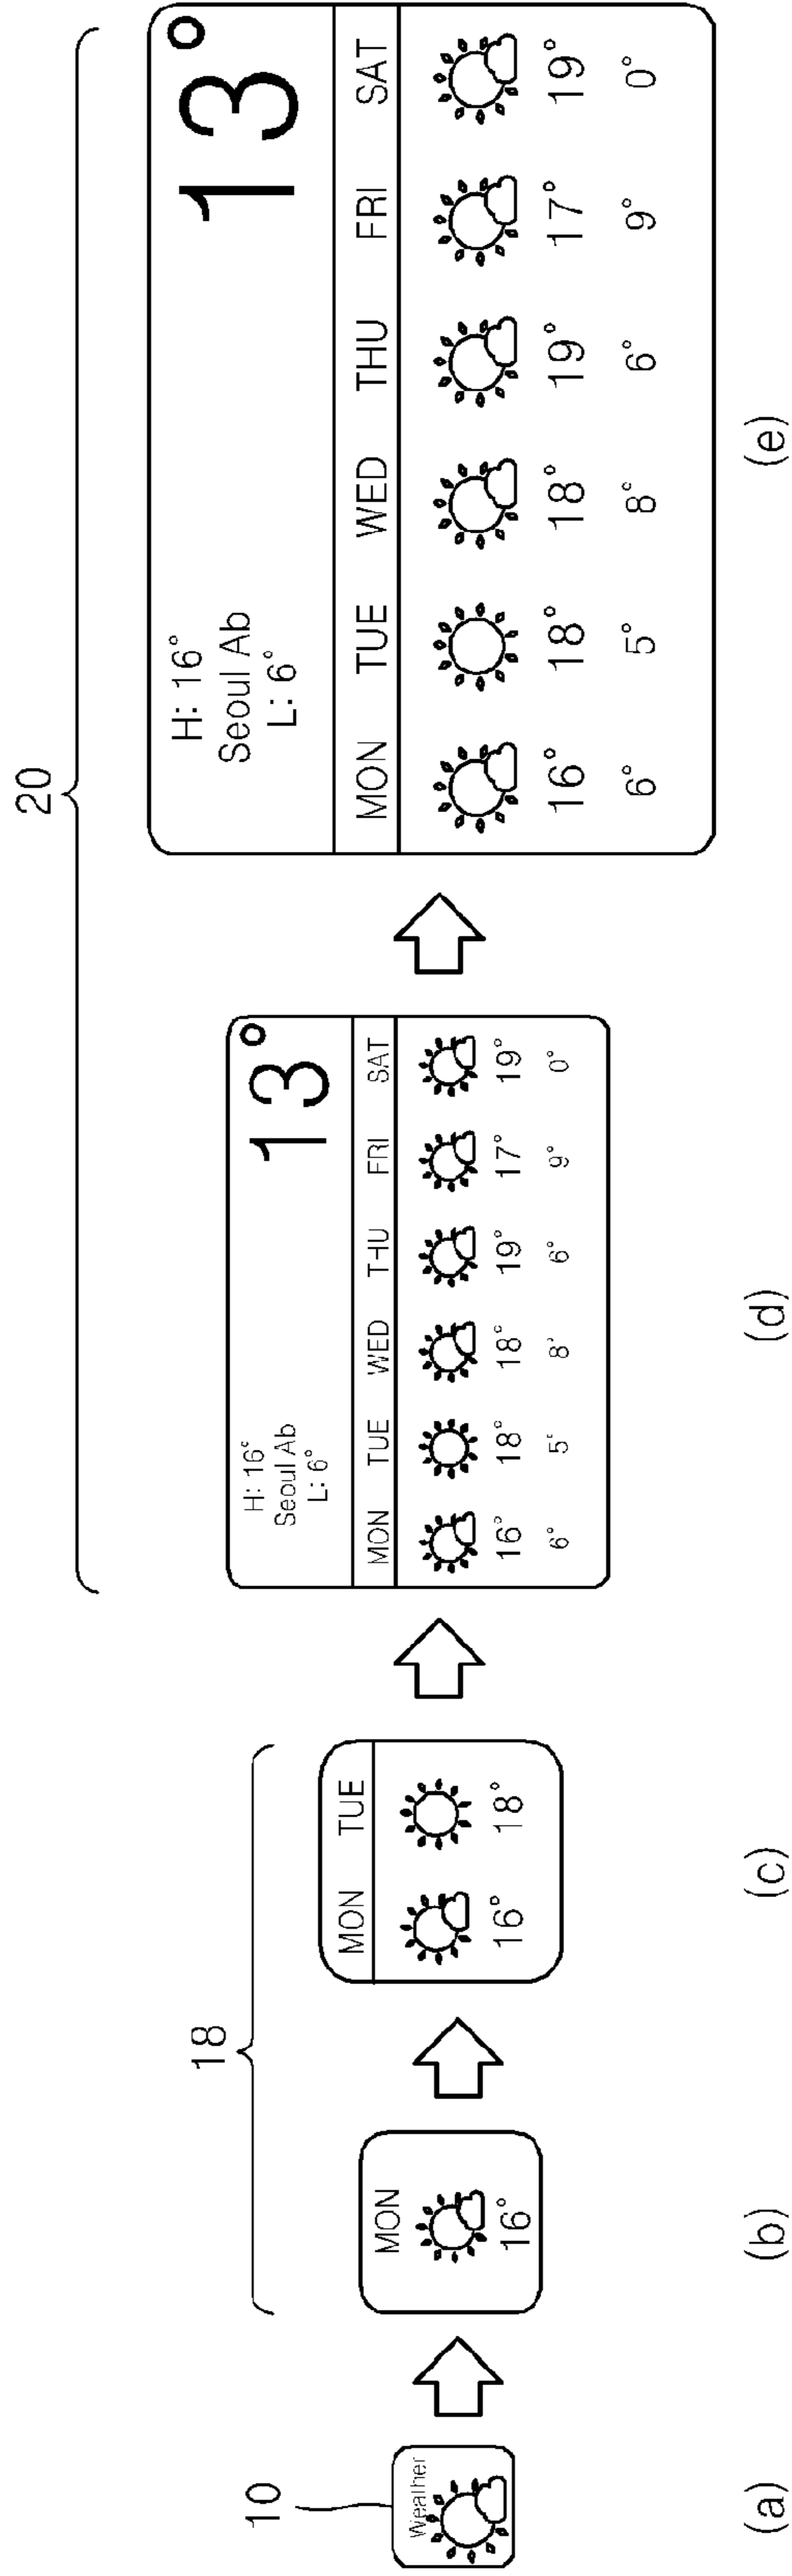 10
Weather
(a)
18
MON
16°
(b)
MON TUE
16° 18°
(c)
20
H: 16°
Seoul Ab
L: 6°
13°
MON TUE WED THU FRI SAT
16° 18° 18° 19° 17° 19°
6° 5° 8° 6° 9° 0°
(d)
H: 16°
Seoul Ab
L: 6°
13°
MON TUE WED THU FRI SAT
16° 18° 18° 19° 17° 19°
6° 5° 8° 6° 9° 0°
(e)